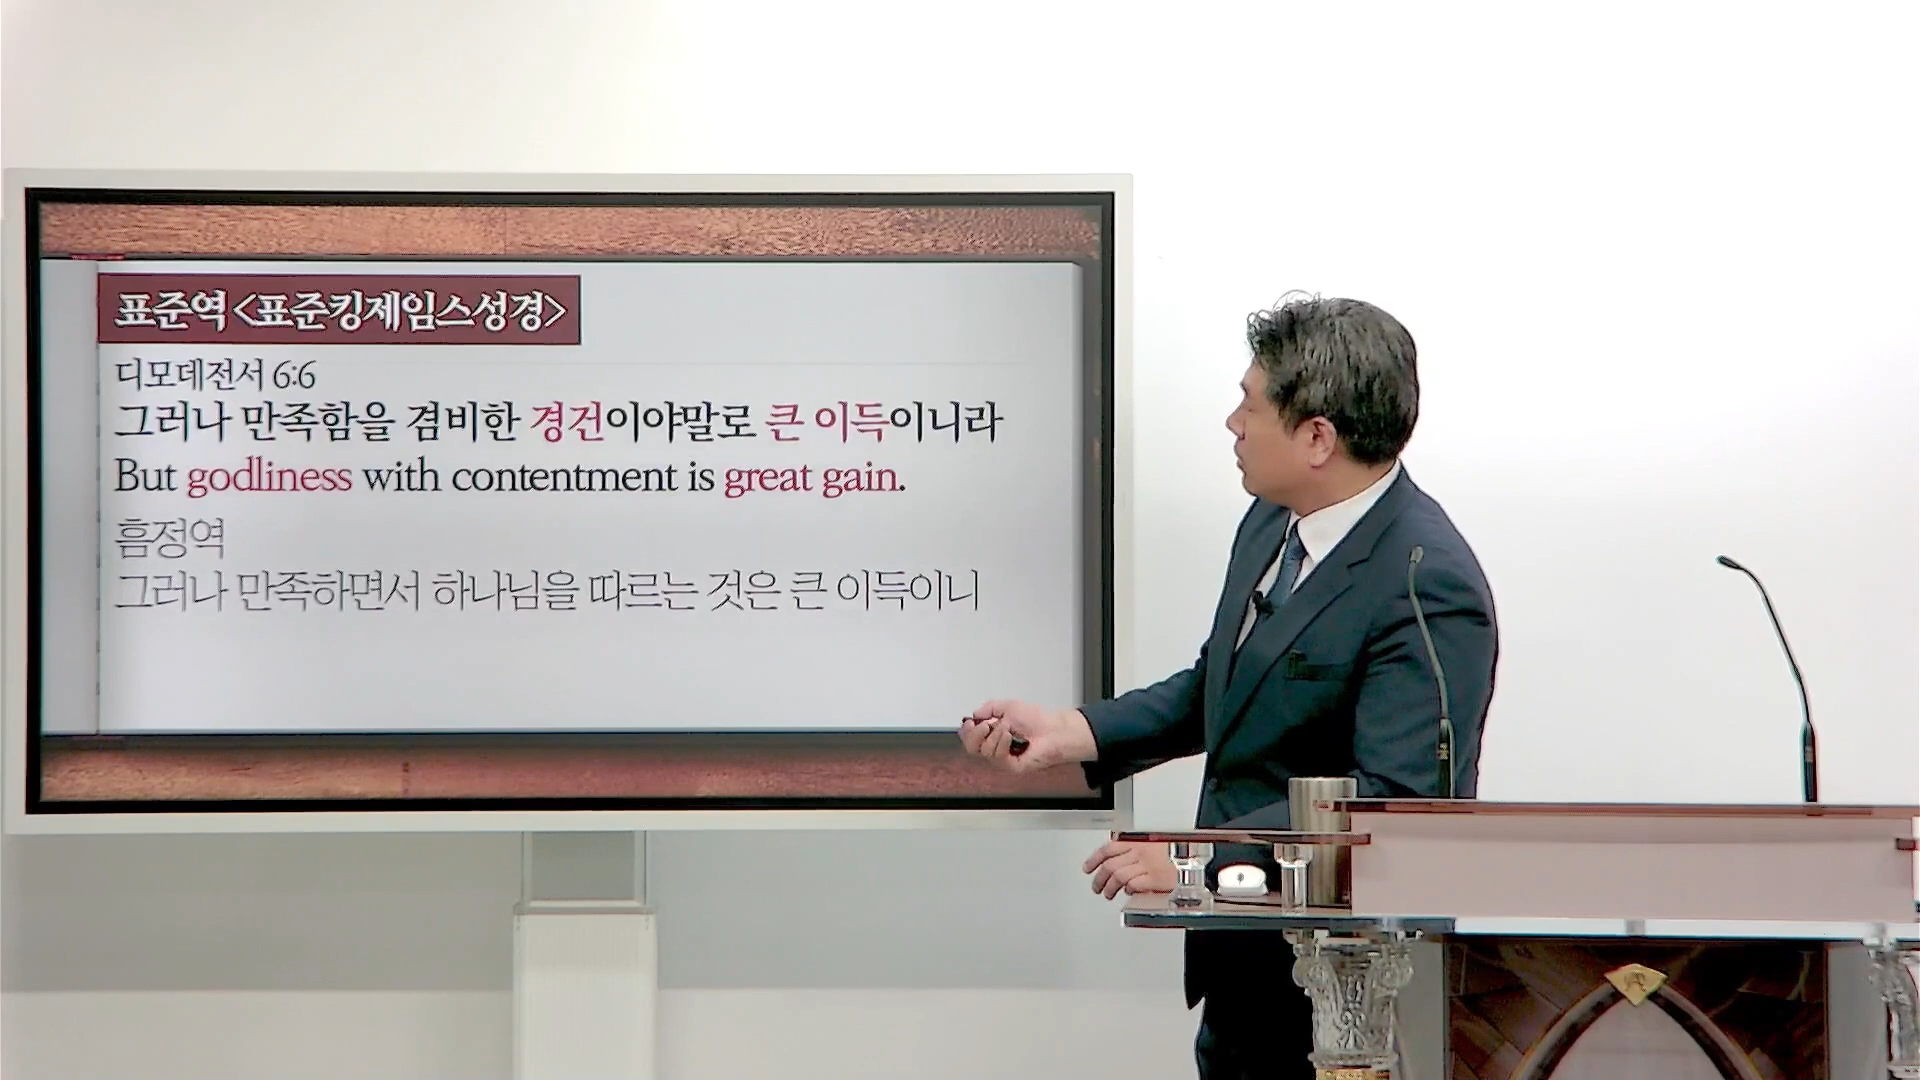 표준역 <표준킹제임스성경>
디모데전서 6:6
그러나 만족함을 겸비한 경건이야말로 큰 이득이니라
But godliness with contentment is great gain.
흠정역
그러나 만족하면서 하나님을 따르는 것은 큰 이득이니